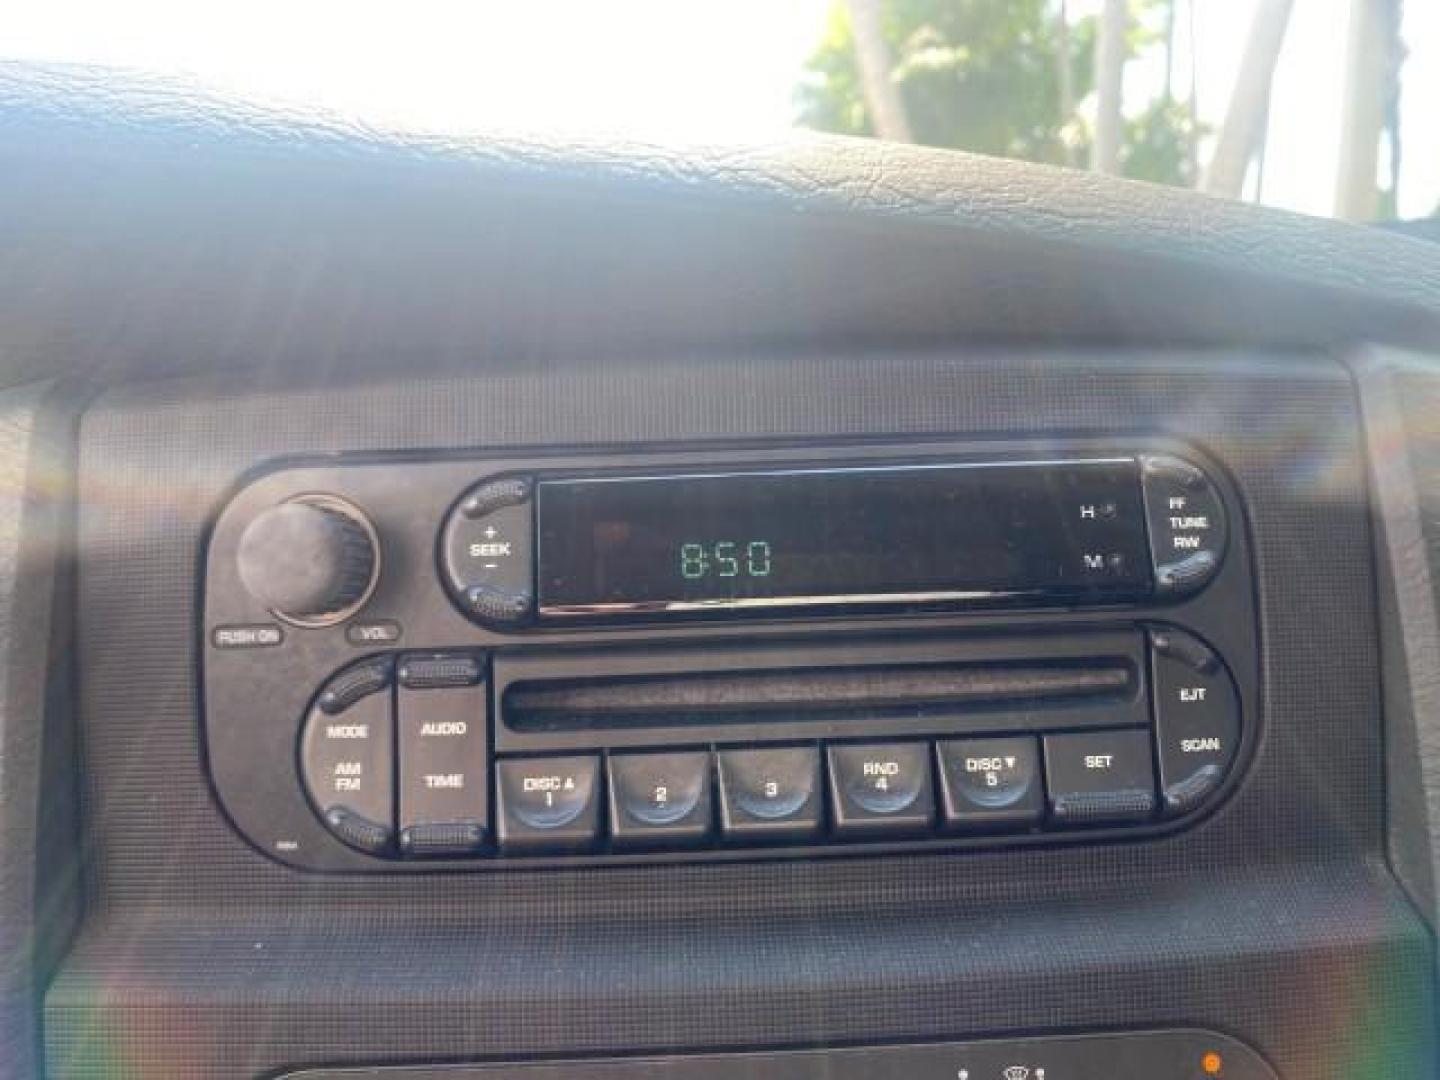 +
SEEK
-
8:50
H
M
FF
TUNE
RW
PUSH ON
VOL
MODE
AM
FM
AUDIO
TIME
EJT
SCAN
DISC ▲
1
2
3
RND
4
DISC ▼
5
SET